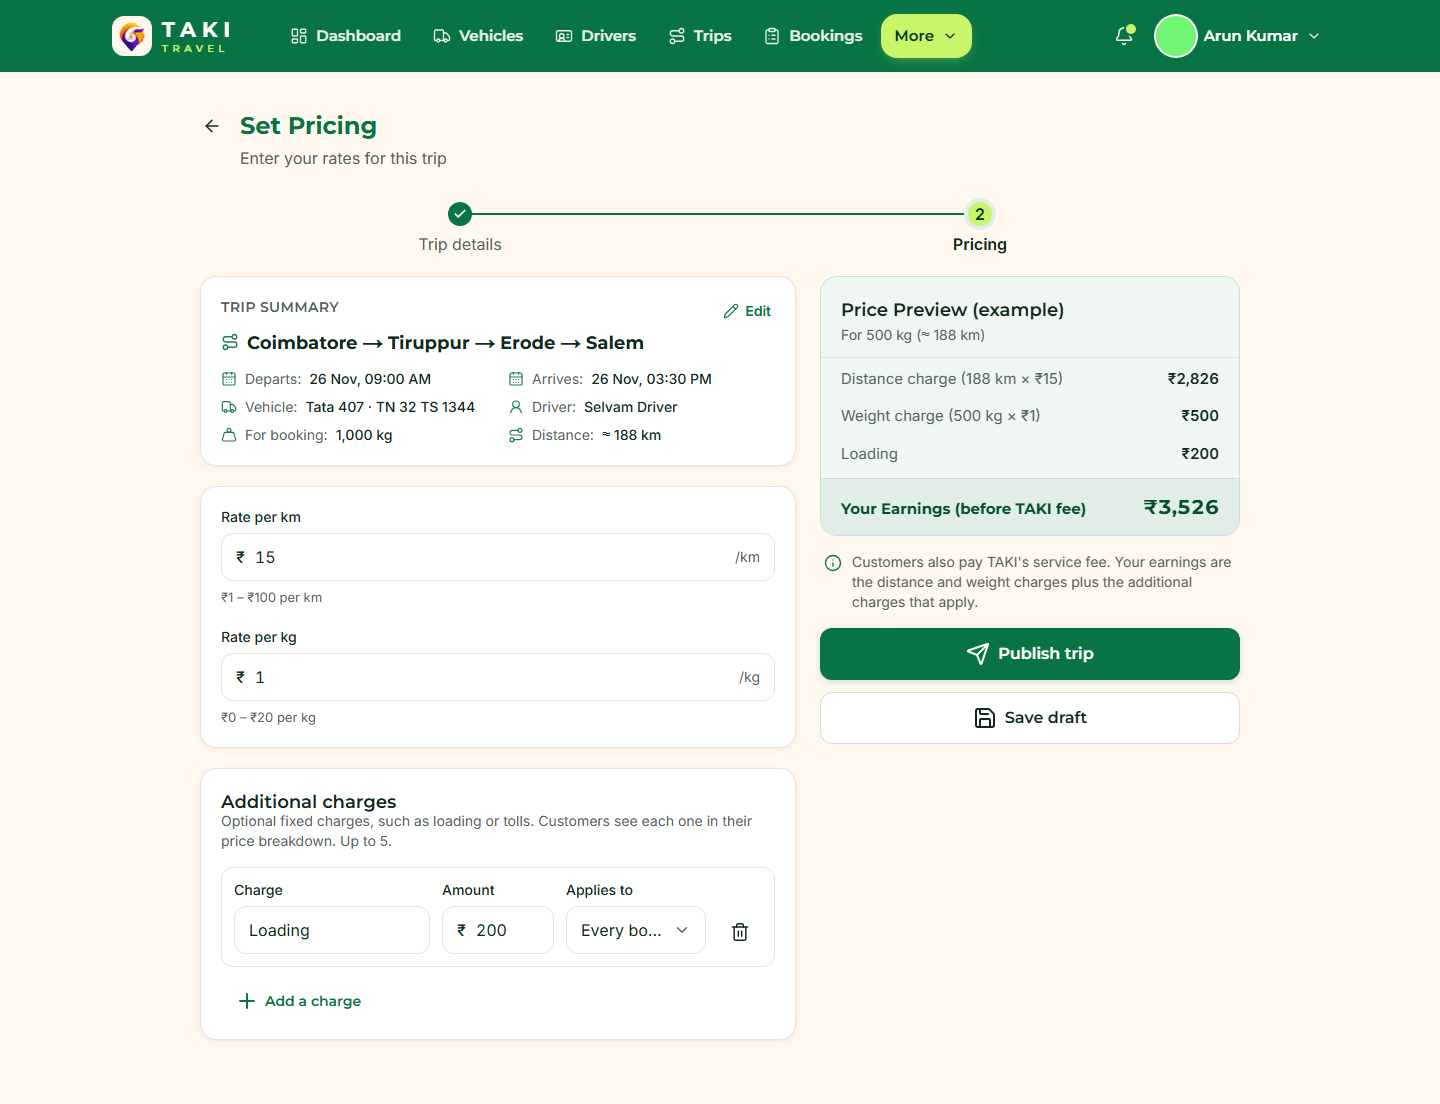 TAKI
TRAVEL
Dashboard
Vehicles
Drivers
Trips
Bookings
More
Arun Kumar
Set Pricing
Enter your rates for this trip
2
Trip details
Pricing
TRIP SUMMARY
Edit
Coimbatore → Tiruppur → Erode → Salem
Departs: 26 Nov, 09:00 AM
Arrives: 26 Nov, 03:30 PM
Vehicle: Tata 407 · TN 32 TS 1344
Driver: Selvam Driver
For booking: 1,000 kg
Distance: ≈ 188 km
Rate per km
₹ 15 /km
₹1 – ₹100 per km
Rate per kg
₹ 1 /kg
₹0 – ₹20 per kg
Additional charges
Optional fixed charges, such as loading or tolls. Customers see each one in their
price breakdown. Up to 5.
Charge
Amount
Applies to
Loading
₹ 200
Every bo...
Add a charge
Price Preview (example)
For 500 kg (≈ 188 km)
Distance charge (188 km × ₹15) ₹2,826
Weight charge (500 kg × ₹1) ₹500
Loading ₹200
Your Earnings (before TAKI fee) ₹3,526
Customers also pay TAKI's service fee. Your earnings are
the distance and weight charges plus the additional
charges that apply.
Publish trip
Save draft